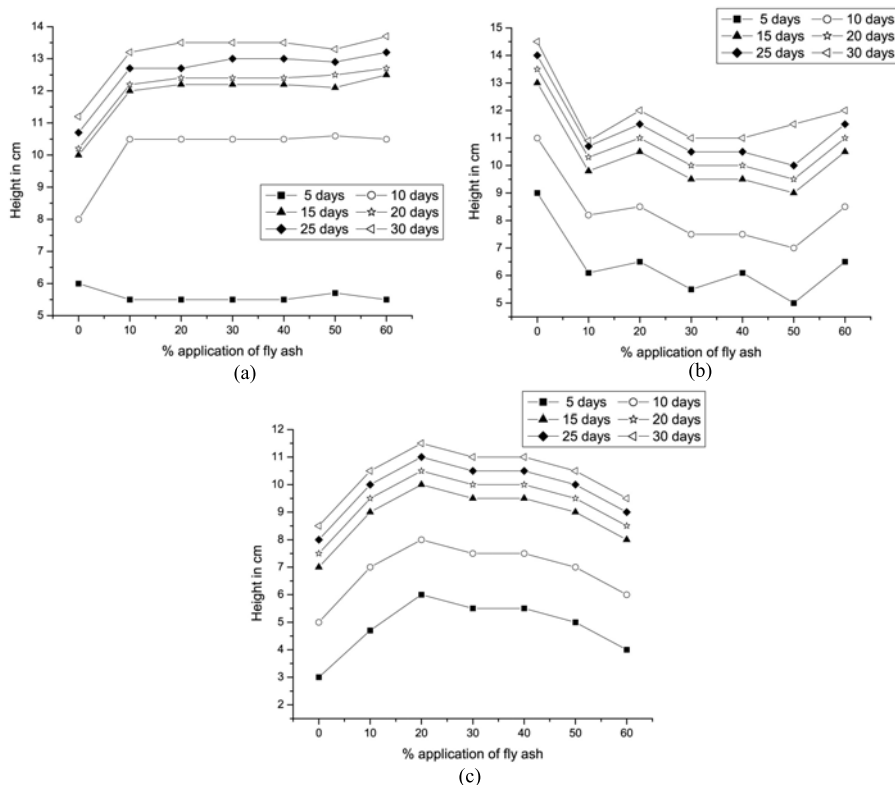 14
13
12
11
10
9
8
7
6
5
Height in cm
5 days 10 days
15 days 20 days
25 days 30 days
0 10 20 30 40 50 60
% application of fly ash
(a)
5 days 10 days
15 days 20 days
25 days 30 days
15
14
13
12
11
10
9
8
7
6
5
Height in cm
0 10 20 30 40 50 60
% application of fly ash
(b)
5 days 10 days
15 days 20 days
25 days 30 days
12
11
10
9
8
7
6
5
4
3
2
Height in cm
0 10 20 30 40 50 60
% application of fly ash
(c)